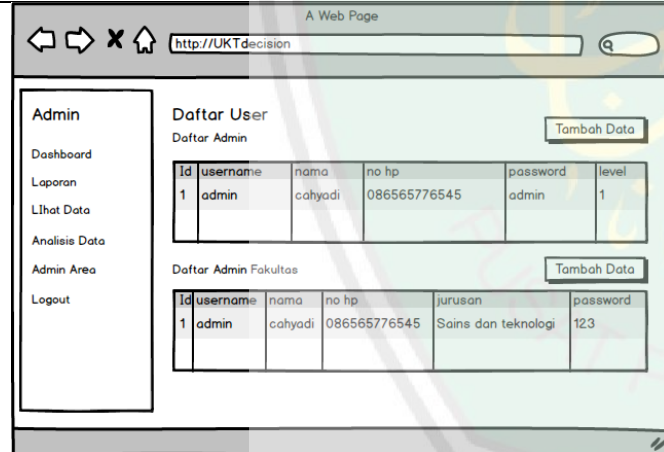 A Web Page
http://UKTdecision
Admin
Dashboard
Laporan
LIhat Data
Analisis Data
Admin Area
Logout
Daftar User
Daftar Admin
Tambah Data
Id username nama no hp password level
1 admin cahyadi 086565776545 admin 1
Daftar Admin Fakultas
Tambah Data
Id username nama no hp jurusan password
1 admin cahyadi 086565776545 Sains dan teknologi 123